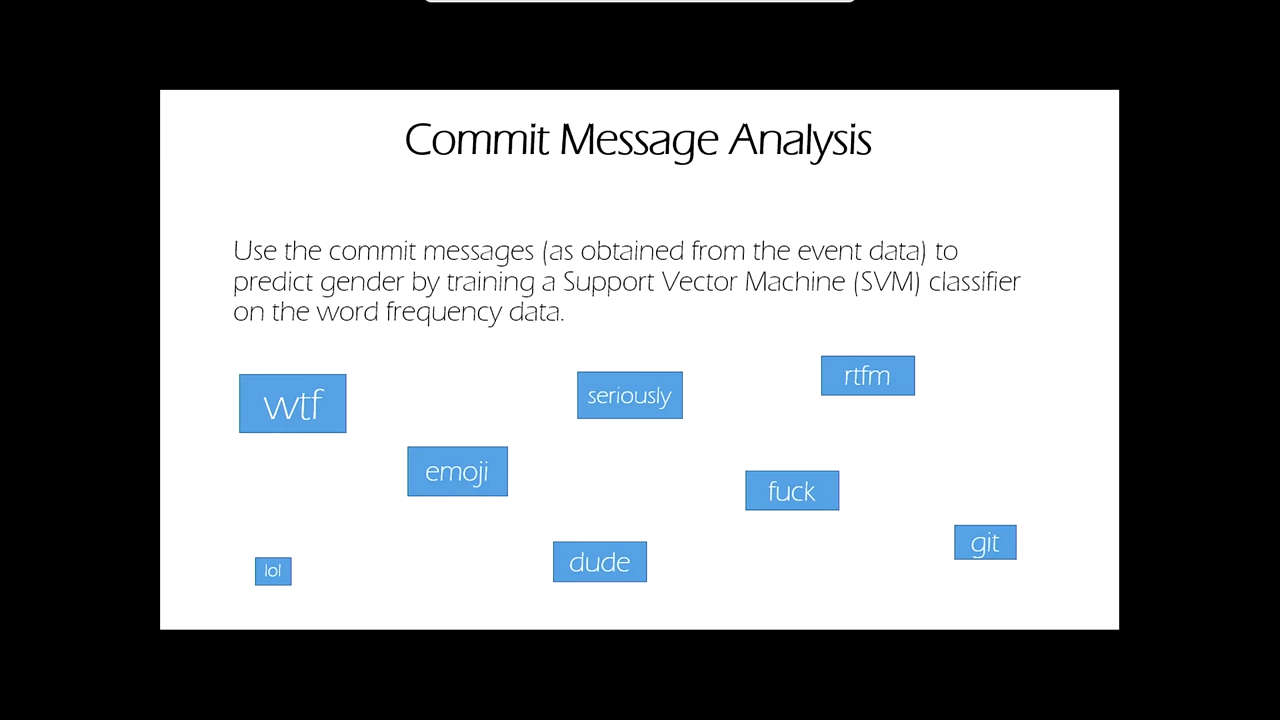 Commit Message Analysis
Use the commit messages (as obtained from the event data) to
predict gender by training a Support Vector Machine (SVM) classifier
on the word frequency data.
wtf
seriously
rtfm
emoji
fuck
git
lol
dude